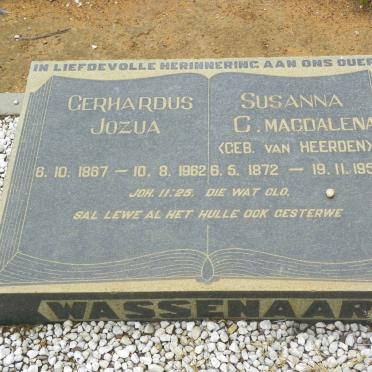 IN LIEFDEVOLLE HERINNERING AAN ONS OUER
GERHARDUS JOZUA
6.10.1867 — 10.8.1962
SUSANNA C. MAGDALENA
(GEB. VAN HEERDEN)
6.5.1872 — 19.11.195
JOH. 11:25. DIE WAT GLO,
SAL LEWE AL HET HULLE OOK GESTERWE
WASSENAAR